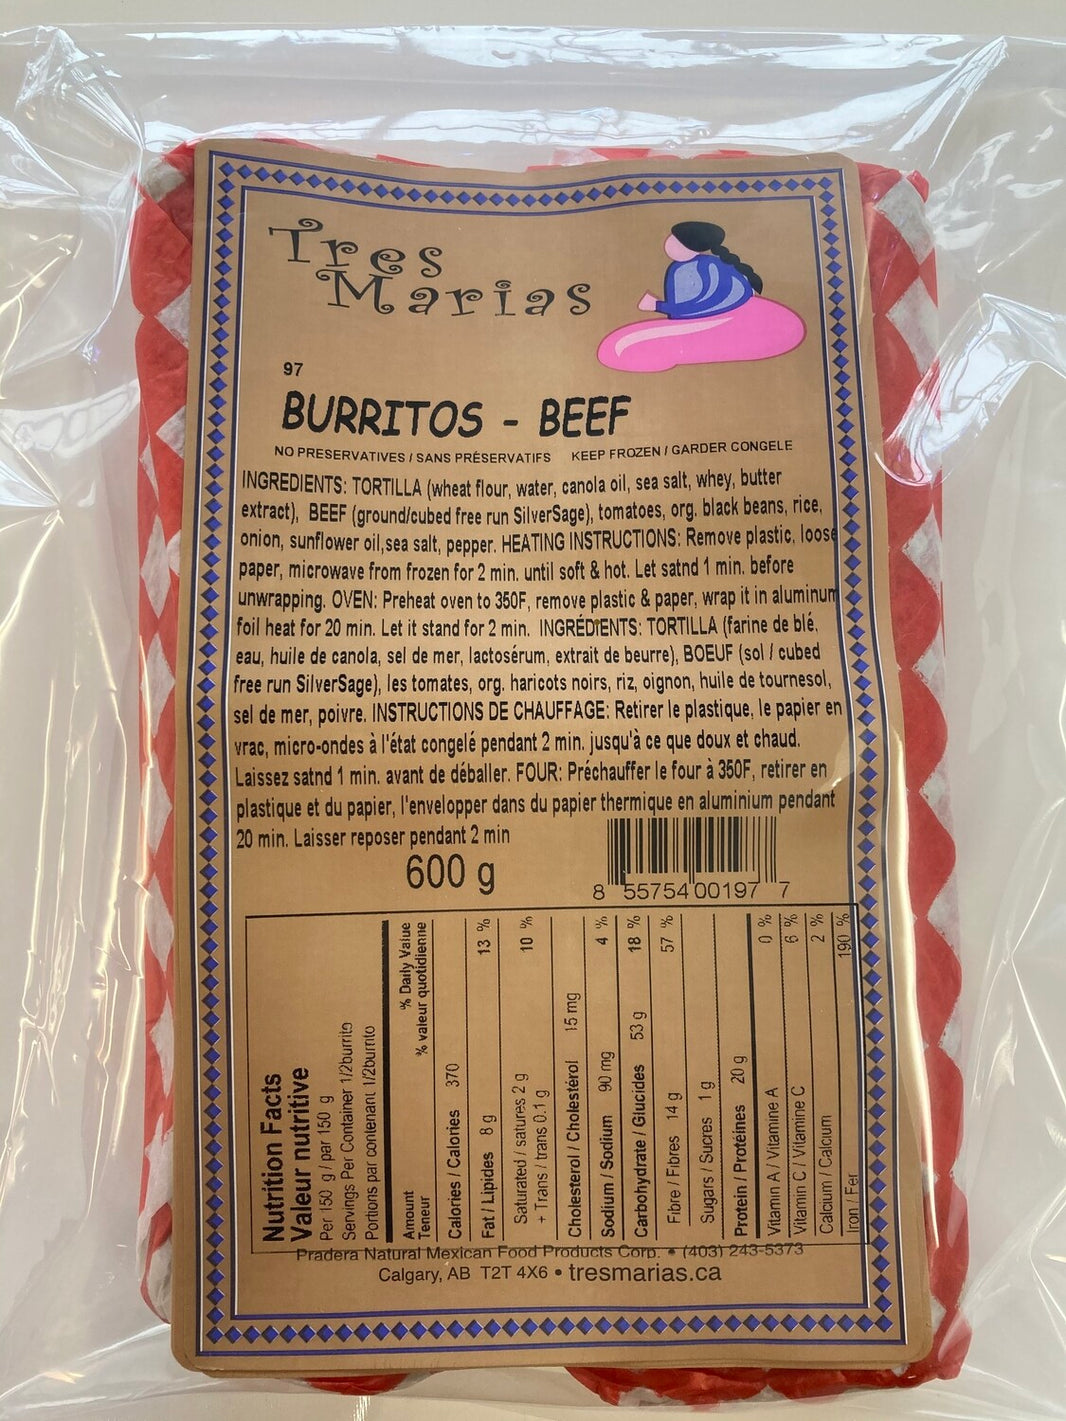 Tres
Marias
97
BURRITOS - BEEF
NO PRESERVATIVES / SANS PRÉSERVATIFS KEEP FROZEN / GARDER CONGELE
INGREDIENTS: TORTILLA (wheat flour, water, canola oil, sea salt, whey, butter
extract), BEEF (ground/cubed free run SilverSage), tomatoes, org. black beans, rice,
onion, sunflower oil,sea salt, pepper. HEATING INSTRUCTIONS: Remove plastic, loose
paper, microwave from frozen for 2 min. until soft & hot. Let satnd 1 min. before
unwrapping. OVEN: Preheat oven to 350F, remove plastic & paper, wrap it in aluminum
foil heat for 20 min. Let it stand for 2 min. INGRÉDIENTS: TORTILLA (farine de blé,
eau, huile de canola, sel de mer, lactosérum, extrait de beurre), BOEUF (sol / cubed
free run SilverSage), les tomates, org. haricots noirs, riz, oignon, huile de tournesol,
sel de mer, poivre. INSTRUCTIONS DE CHAUFFAGE: Retirer le plastique, le papier en
vrac, micro-ondes à l'état congelé pendant 2 min. jusqu'à ce que doux et chaud.
Laissez satnd 1 min. avant de déballer. FOUR: Préchauffer le four à 350F, retirer en
plastique et du papier, l'envelopper dans du papier thermique en aluminium pendant
20 min. Laisser reposer pendant 2 min
600 g
8 55754 00197 7
Nutrition Facts
Valeur nutritive
Per 150 g / par 150 g
Servings Per Container 1/2burrito
Portions par contenant 1/2burrito
Amount % Daily Value
Teneur % valeur quotidienne
Calories / Calories 370
Fat / Lipides 8 g 13 %
Saturated / satures 2 g 10 %
+ Trans / trans 0.1 g
Cholesterol / Cholestérol 15 mg
Sodium / Sodium 90 mg 4 %
Carbohydrate / Glucides 53 g 18 %
Fibre / Fibres 14 g 57 %
Sugars / Sucres 1 g
Protein / Protéines 20 g
Vitamin A / Vitamine A 0 %
Vitamin C / Vitamine C 6 %
Calcium / Calcium 2 %
Iron / Fer 190 %
Pradera Natural Mexican Food Products Corp. • (403) 243-5373
Calgary, AB T2T 4X6 • tresmarias.ca